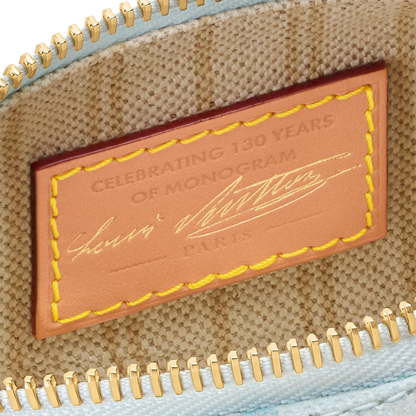 CELEBRATING 130 YEARS
OF MONOGRAM
Louis Vuitton
PARIS